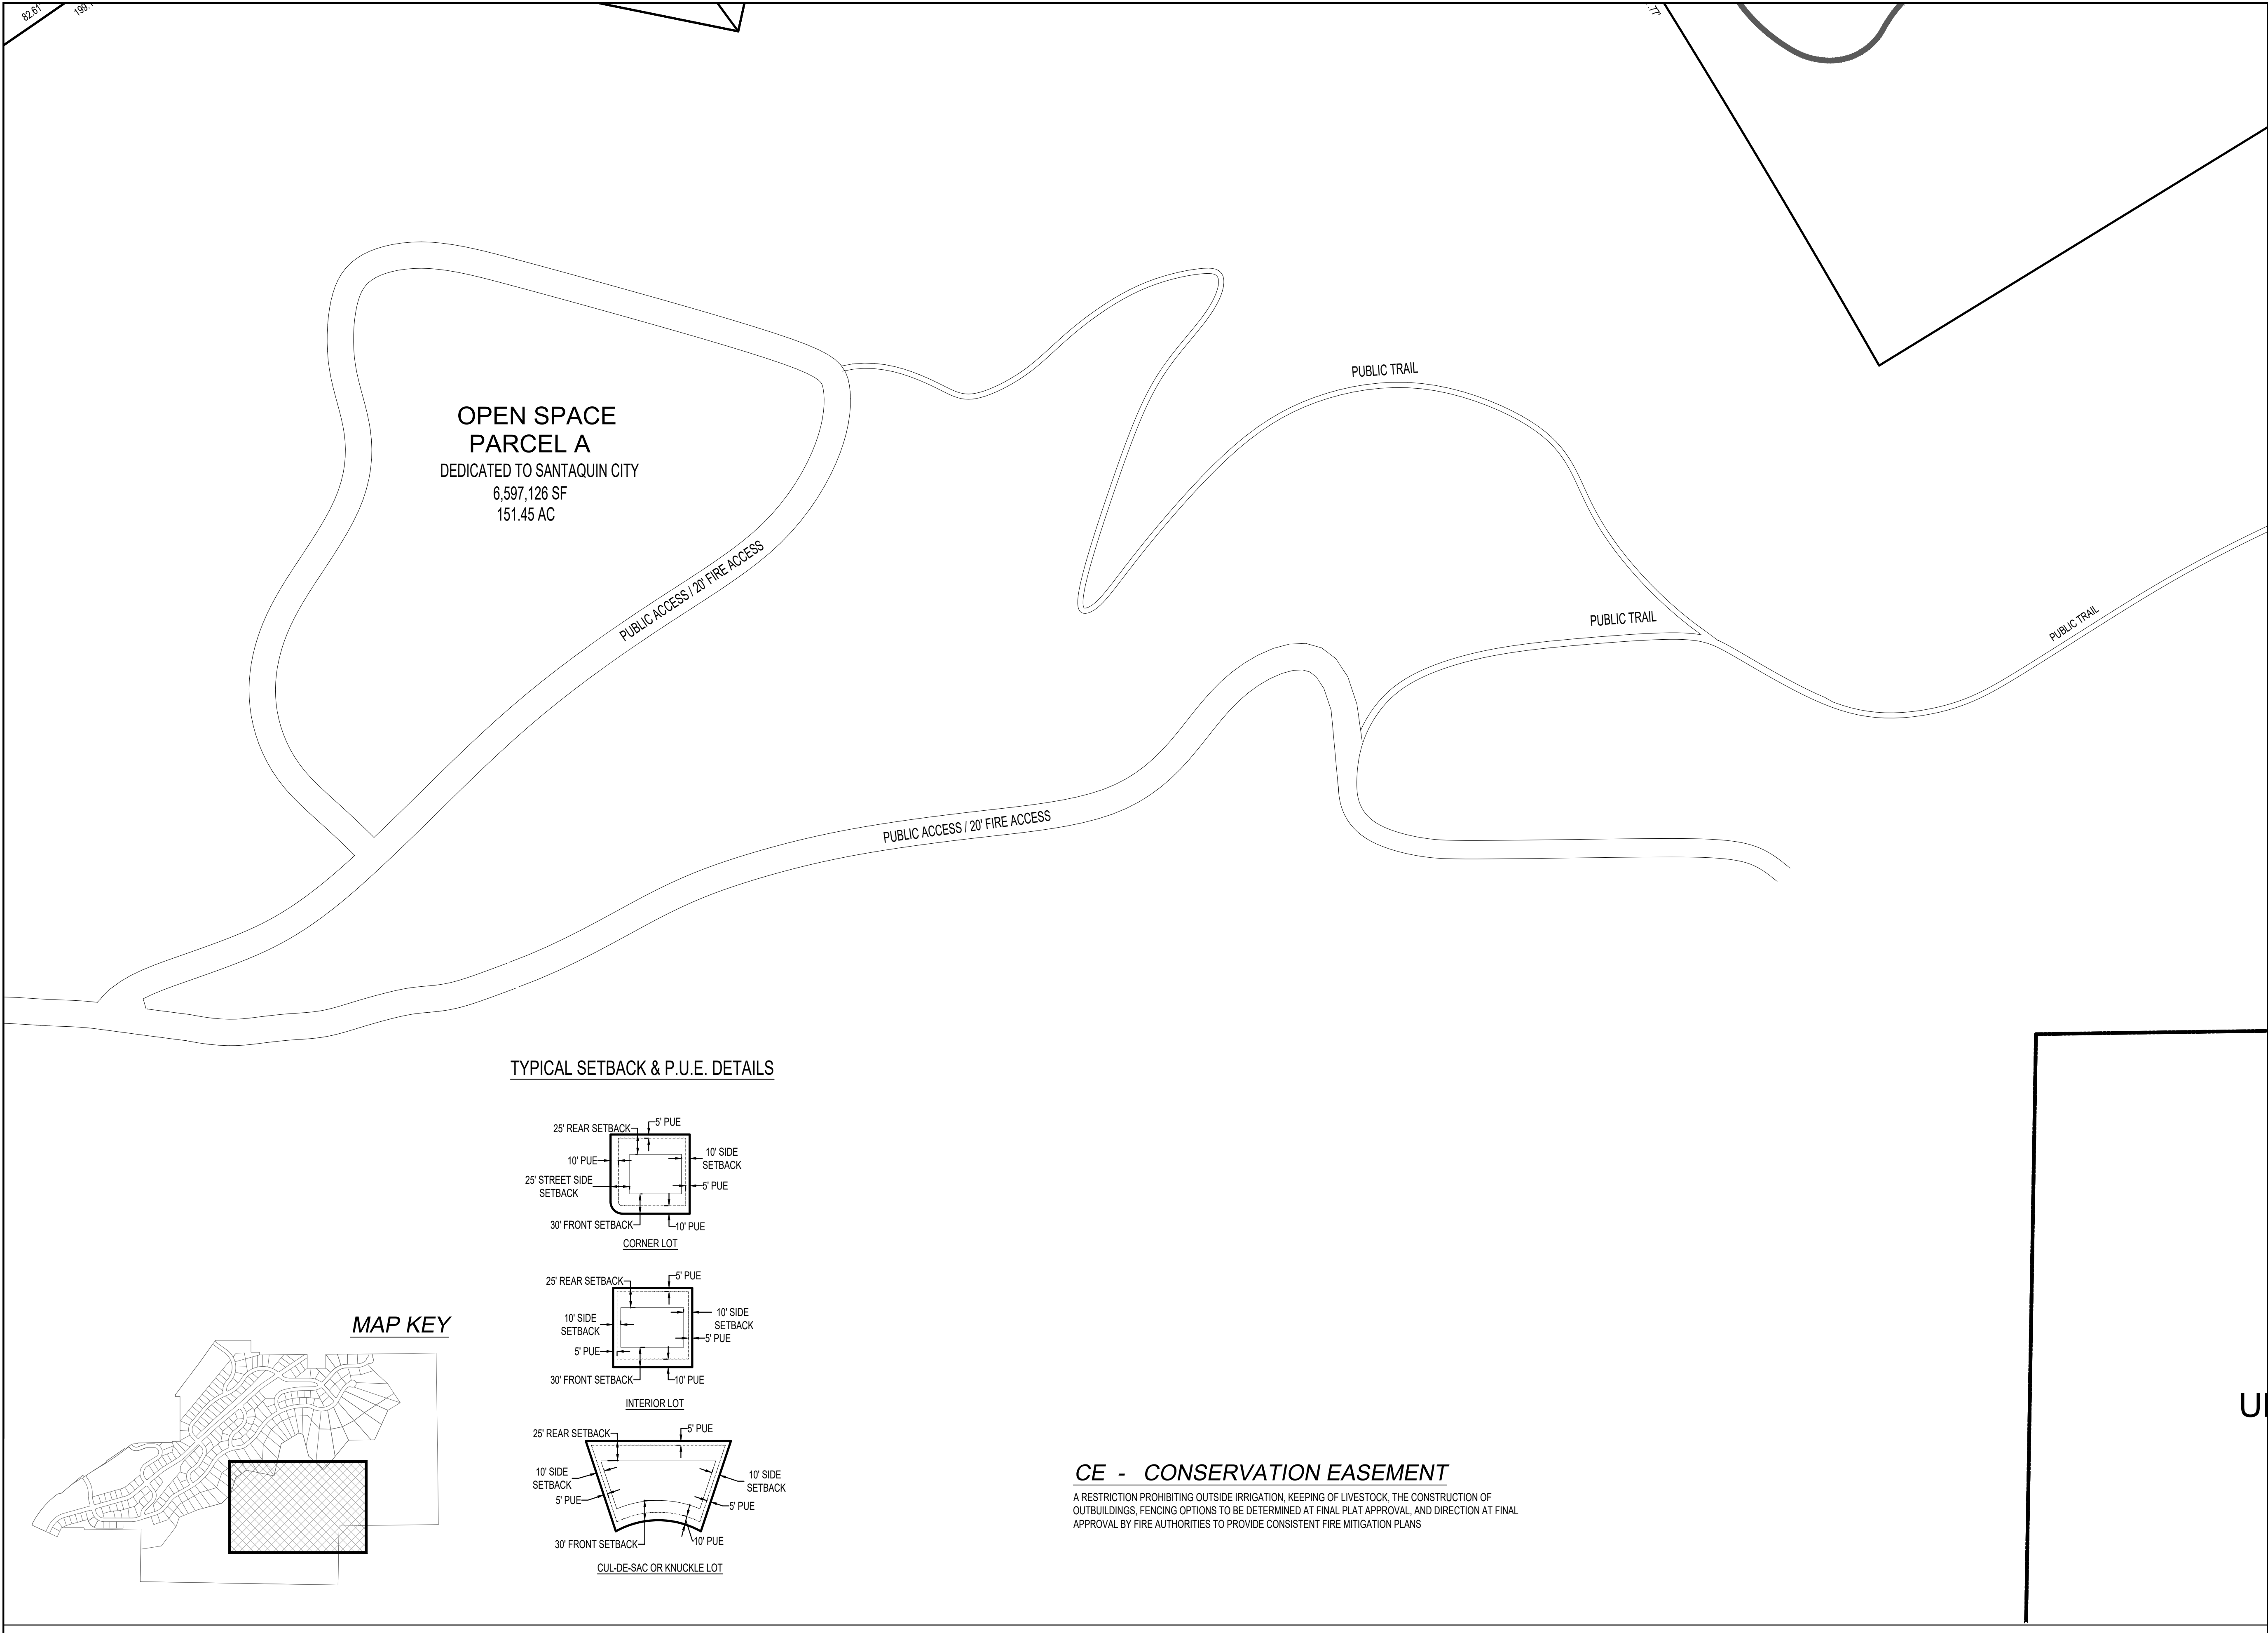 82.61'
OPEN SPACE
PARCEL A
DEDICATED TO SANTAQUIN CITY
6,597,126 SF
151.45 AC
PUBLIC ACCESS / 20' FIRE ACCESS
PUBLIC TRAIL
PUBLIC TRAIL
PUBLIC TRAIL
PUBLIC ACCESS / 20' FIRE ACCESS
TYPICAL SETBACK & P.U.E. DETAILS
25' REAR SETBACK
5' PUE
10' PUE
10' SIDE
SETBACK
25' STREET SIDE
SETBACK
5' PUE
30' FRONT SETBACK
10' PUE
CORNER LOT
25' REAR SETBACK
5' PUE
10' SIDE
SETBACK
10' SIDE
SETBACK
5' PUE
5' PUE
30' FRONT SETBACK
10' PUE
INTERIOR LOT
25' REAR SETBACK
5' PUE
10' SIDE
SETBACK
10' SIDE
SETBACK
5' PUE
5' PUE
30' FRONT SETBACK
10' PUE
CUL-DE-SAC OR KNUCKLE LOT
MAP KEY
CE - CONSERVATION EASEMENT
A RESTRICTION PROHIBITING OUTSIDE IRRIGATION, KEEPING OF LIVESTOCK, THE CONSTRUCTION OF
OUTBUILDINGS, FENCING OPTIONS TO BE DETERMINED AT FINAL PLAT APPROVAL, AND DIRECTION AT FINAL
APPROVAL BY FIRE AUTHORITIES TO PROVIDE CONSISTENT FIRE MITIGATION PLANS